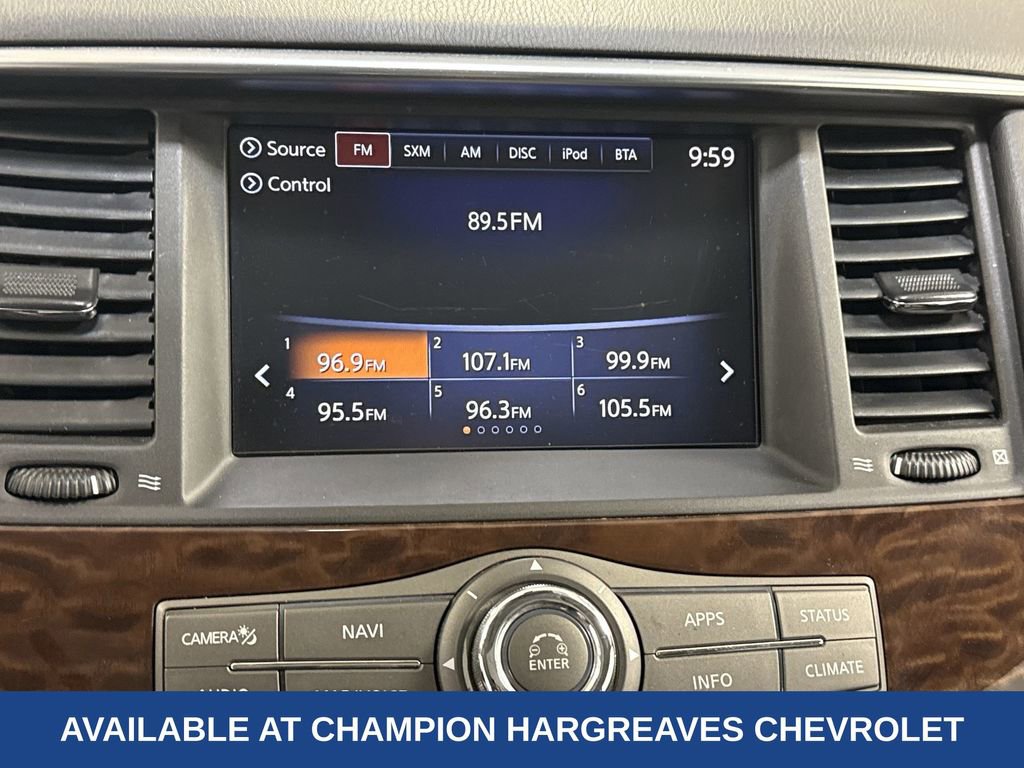 Source FM SXM AM DISC iPod BTA 9:59
Control
89.5FM
1 96.9FM 2 107.1FM 3 99.9FM
4 95.5FM 5 96.3FM 6 105.5FM
CAMERA NAVI APPS STATUS
ENTER
AUDIO INFO CLIMATE
AVAILABLE AT CHAMPION HARGREAVES CHEVROLET